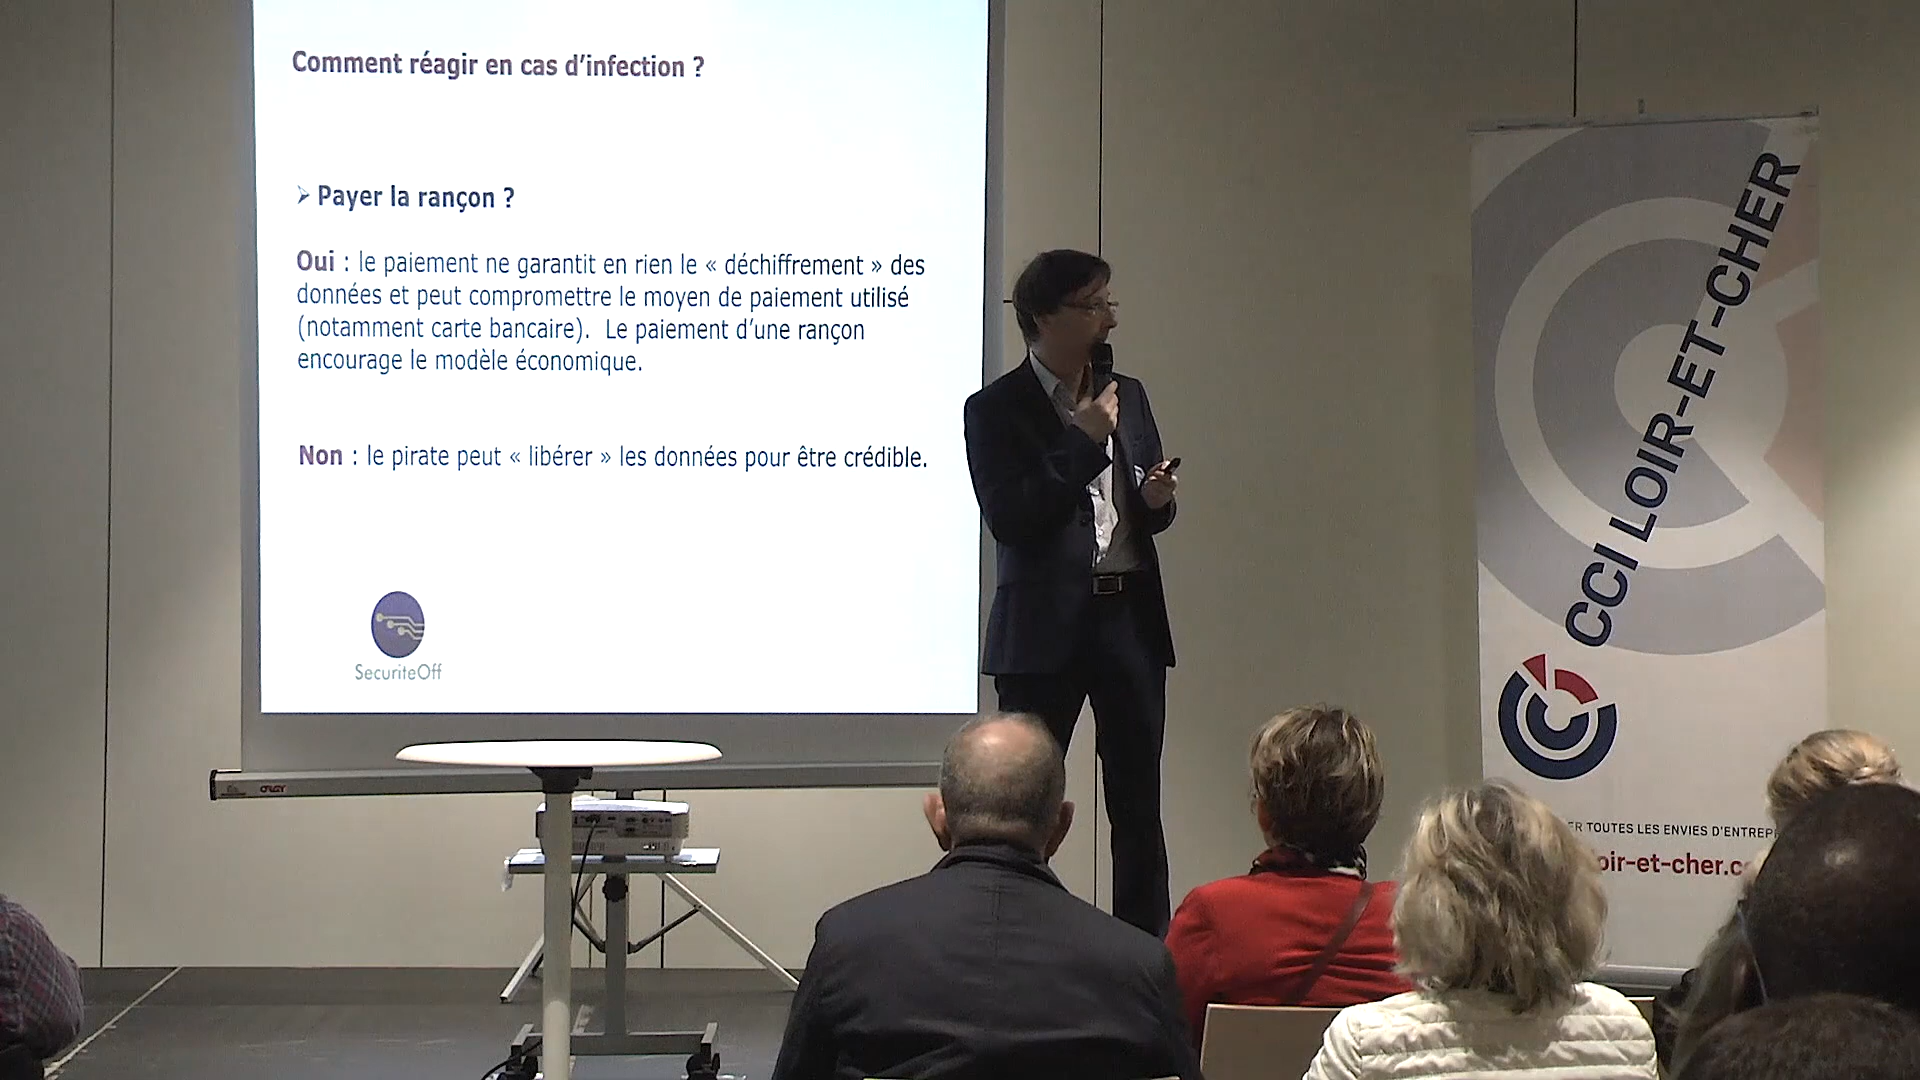 Comment réagir en cas d’infection ?
➢ Payer la rançon ?
Oui : le paiement ne garantit en rien le « déchiffrement » des
données et peut compromettre le moyen de paiement utilisé
(notamment carte bancaire).  Le paiement d’une rançon
encourage le modèle économique.
Non : le pirate peut « libérer » les données pour être crédible.
SecuriteOff
CCI LOIR-ET-CHER
ER TOUTES LES ENVIES D'ENTREP
oir-et-cher.c